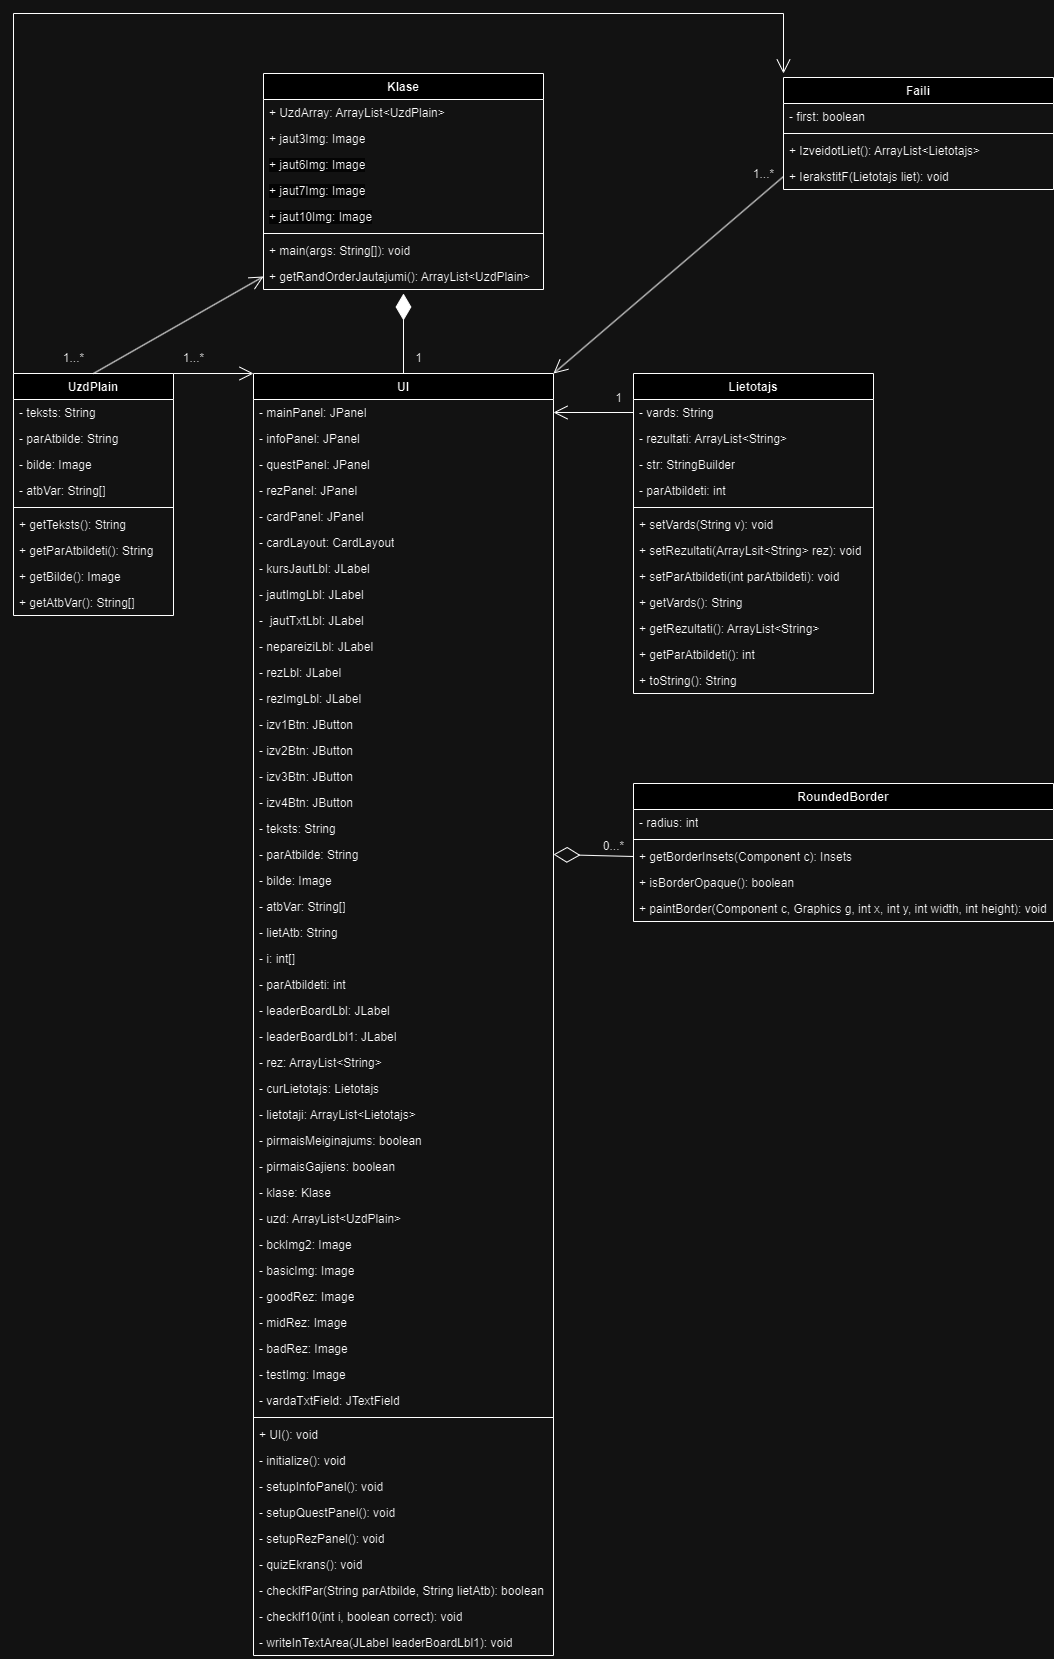 Klase
+ UzdArray: ArrayList<UzdPlain>
+ jaut3Img: Image
+ jaut6Img: Image
+ jaut7Img: Image
+ jaut10Img: Image
+ main(args: String[]): void
+ getRandOrderJautajumi(): ArrayList<UzdPlain>
Faili
- first: boolean
+ IzveidotLiet(): ArrayList<Lietotajs>
+ IerakstitF(Lietotajs liet): void
1...*
1...*
1...*
1
1
0...*
UzdPlain
- teksts: String
- parAtbilde: String
- bilde: Image
- atbVar: String[]
+ getTeksts(): String
+ getParAtbildeti(): String
+ getBilde(): Image
+ getAtbVar(): String[]
UI
- mainPanel: JPanel
- infoPanel: JPanel
- questPanel: JPanel
- rezPanel: JPanel
- cardPanel: JPanel
- cardLayout: CardLayout
- kursJautLbl: JLabel
- jautImgLbl: JLabel
- jautTxtLbl: JLabel
- nepareiziLbl: JLabel
- rezLbl: JLabel
- rezImgLbl: JLabel
- izv1Btn: JButton
- izv2Btn: JButton
- izv3Btn: JButton
- izv4Btn: JButton
- teksts: String
- parAtbilde: String
- bilde: Image
- atbVar: String[]
- lietAtb: String
- i: int[]
- parAtbildeti: int
- leaderBoardLbl: JLabel
- leaderBoardLbl1: JLabel
- rez: ArrayList<String>
- curLietotajs: Lietotajs
- lietotaji: ArrayList<Lietotajs>
- pirmaisMeiginajums: boolean
- pirmaisGajiens: boolean
- klase: Klase
- uzd: ArrayList<UzdPlain>
- bckImg2: Image
- basicImg: Image
- goodRez: Image
- midRez: Image
- badRez: Image
- testImg: Image
- vardaTxtField: JTextField
+ UI(): void
- initialize(): void
- setupInfoPanel(): void
- setupQuestPanel(): void
- setupRezPanel(): void
- quizEkrans(): void
- checkIfPar(String parAtbilde, String lietAtb): boolean
- checkIf10(int i, boolean correct): void
- writeInTextArea(JLabel leaderBoardLbl1): void
Lietotajs
- vards: String
- rezultati: ArrayList<String>
- str: StringBuilder
- parAtbildeti: int
+ setVards(String v): void
+ setRezultati(ArrayLsit<String> rez): void
+ setParAtbildeti(int parAtbildeti): void
+ getVards(): String
+ getRezultati(): ArrayList<String>
+ getParAtbildeti(): int
+ toString(): String
RoundedBorder
- radius: int
+ getBorderInsets(Component c): Insets
+ isBorderOpaque(): boolean
+ paintBorder(Component c, Graphics g, int x, int y, int width, int height): void